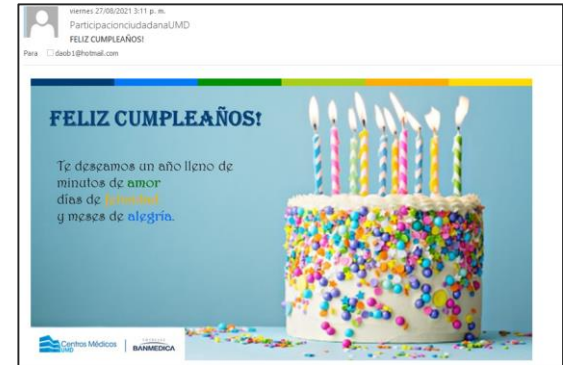 viernes 27/08/2021 3:11 p. m.
ParticipacionciudadanaUMD
FELIZ CUMPLEAÑOS!
Para daob1@hotmail.com
FELIZ CUMPLEAÑOS!
Te deseamos un año lleno de
minutos de amor
días de
y meses de alegría.
Centros Médicos
UMD
BANMEDICA